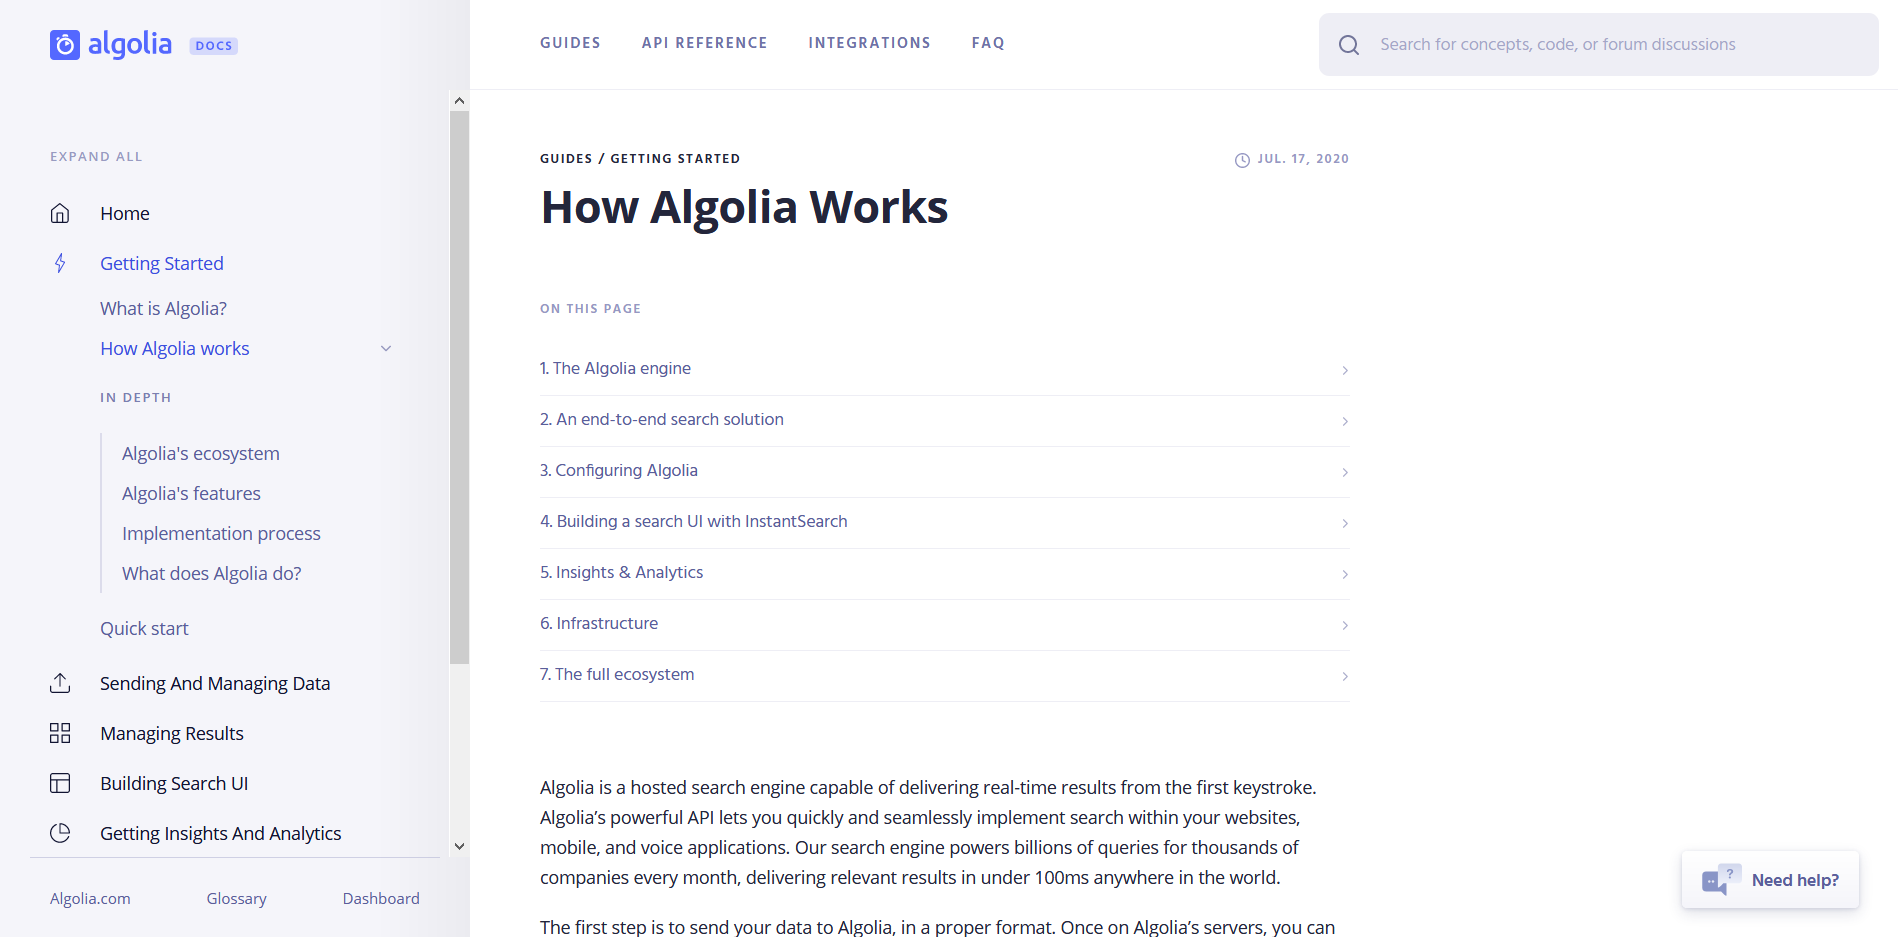 algolia DOCS
GUIDES API REFERENCE INTEGRATIONS FAQ
Search for concepts, code, or forum discussions
EXPAND ALL
Home
Getting Started
What is Algolia?
How Algolia works
IN DEPTH
Algolia's ecosystem
Algolia's features
Implementation process
What does Algolia do?
Quick start
Sending And Managing Data
Managing Results
Building Search UI
Getting Insights And Analytics
Algolia.com Glossary Dashboard
GUIDES / GETTING STARTED
JUL. 17, 2020
How Algolia Works
ON THIS PAGE
1. The Algolia engine
2. An end-to-end search solution
3. Configuring Algolia
4. Building a search UI with InstantSearch
5. Insights & Analytics
6. Infrastructure
7. The full ecosystem
Algolia is a hosted search engine capable of delivering real-time results from the first keystroke.
Algolia’s powerful API lets you quickly and seamlessly implement search within your websites,
mobile, and voice applications. Our search engine powers billions of queries for thousands of
companies every month, delivering relevant results in under 100ms anywhere in the world.
The first step is to send your data to Algolia, in a proper format. Once on Algolia’s servers, you can
? Need help?